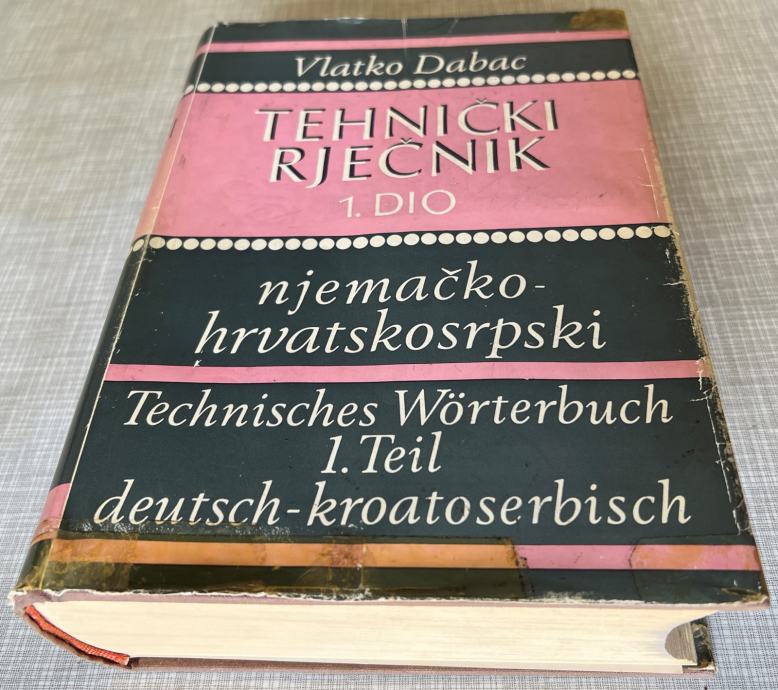 Vlatko Dabac
TEHNIČKI
RJEČNIK
1. DIO
njemačko-
hrvatskosrpski
Technisches Wörterbuch
1. Teil
deutsch-kroatoserbisch